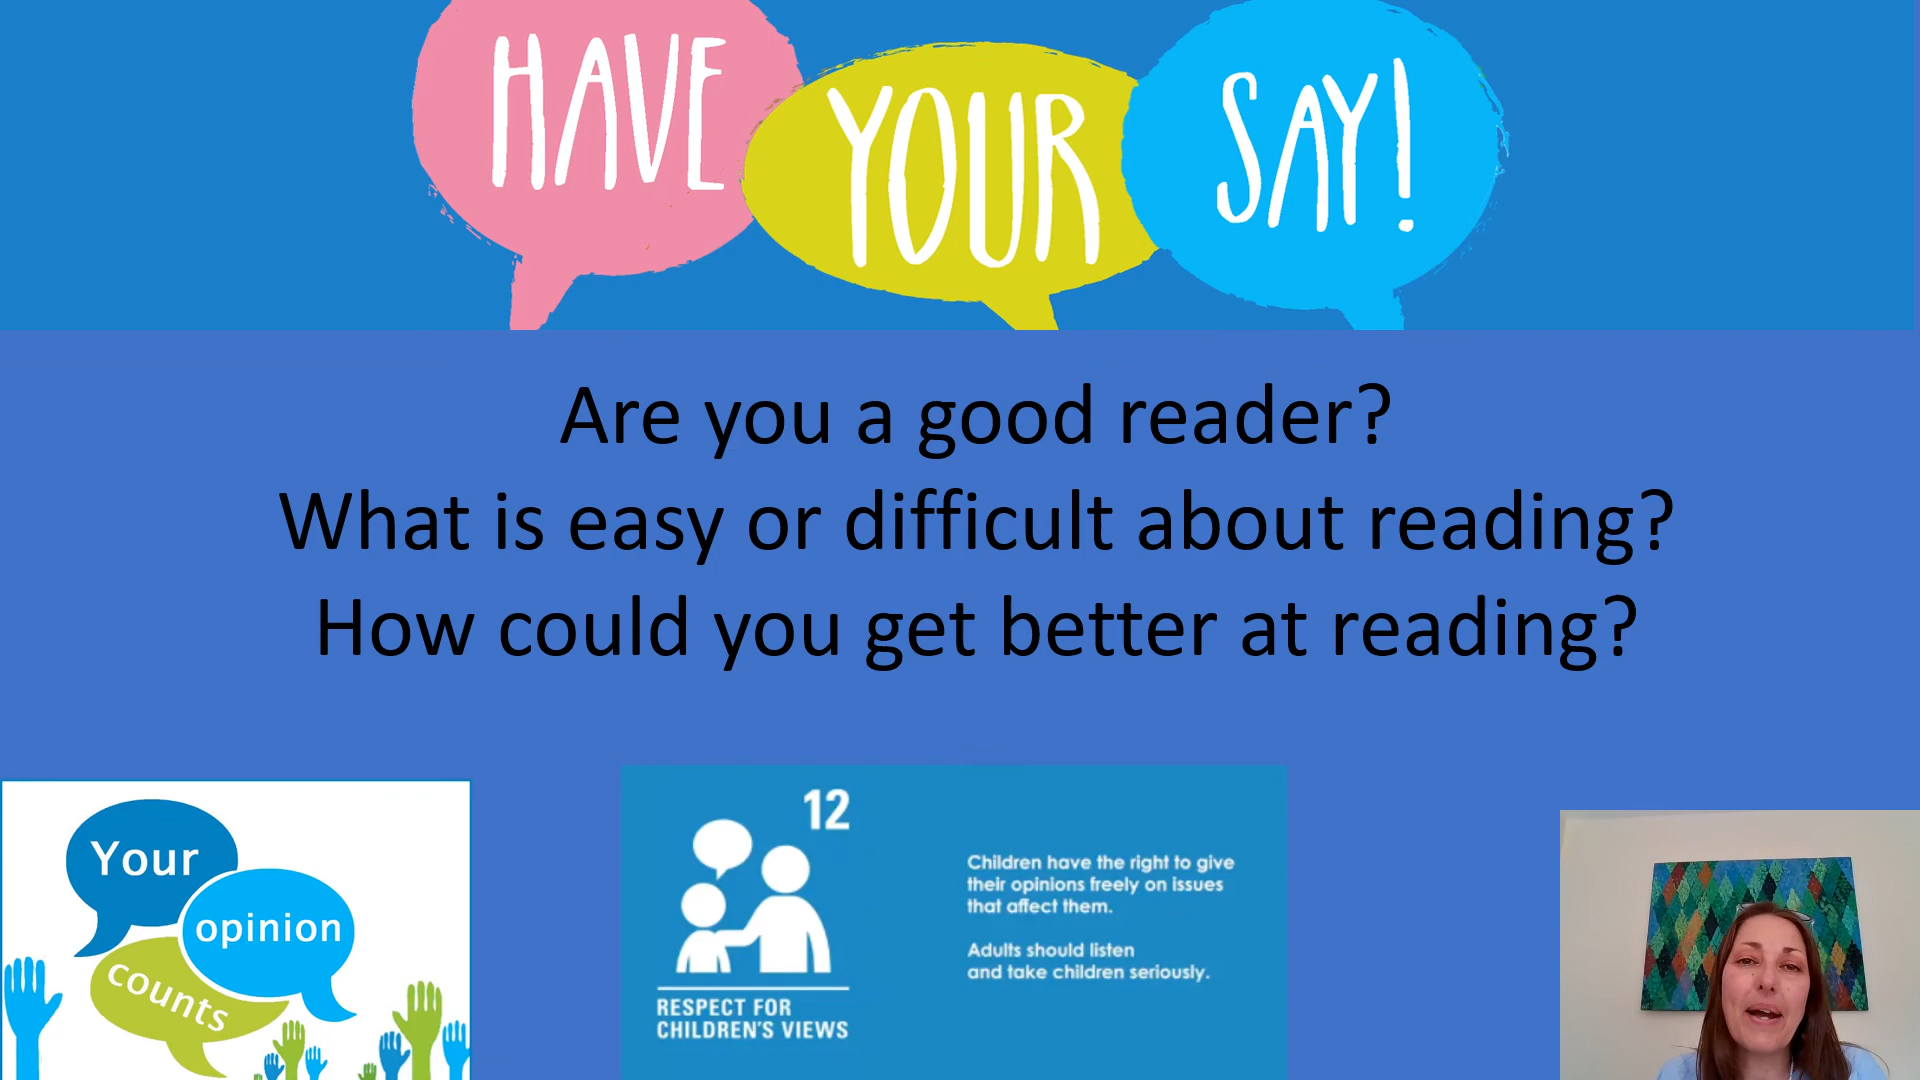 HAVE YOUR SAY!
Are you a good reader?
What is easy or difficult about reading?
How could you get better at reading?
Your
opinion
counts
12
RESPECT FOR
CHILDREN'S VIEWS
Children have the right to give
their opinions freely on issues
that affect them.
Adults should listen
and take children seriously.